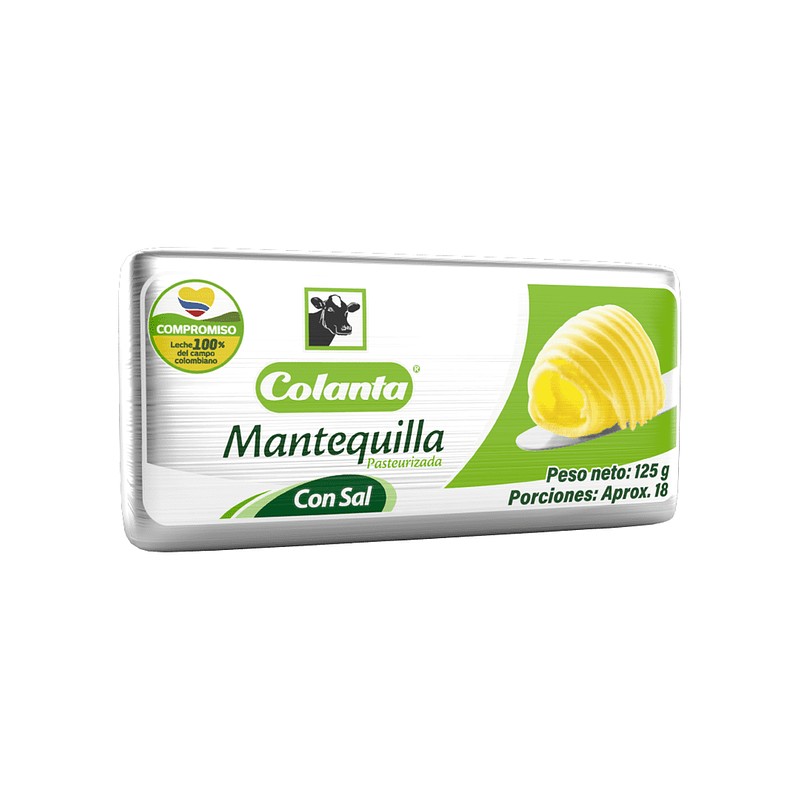 COMPROMISO
Leche 100%
del campo
colombiano
Colanta®
Mantequilla
Pasteurizada
Con Sal
Peso neto: 125 g
Porciones: Aprox. 18